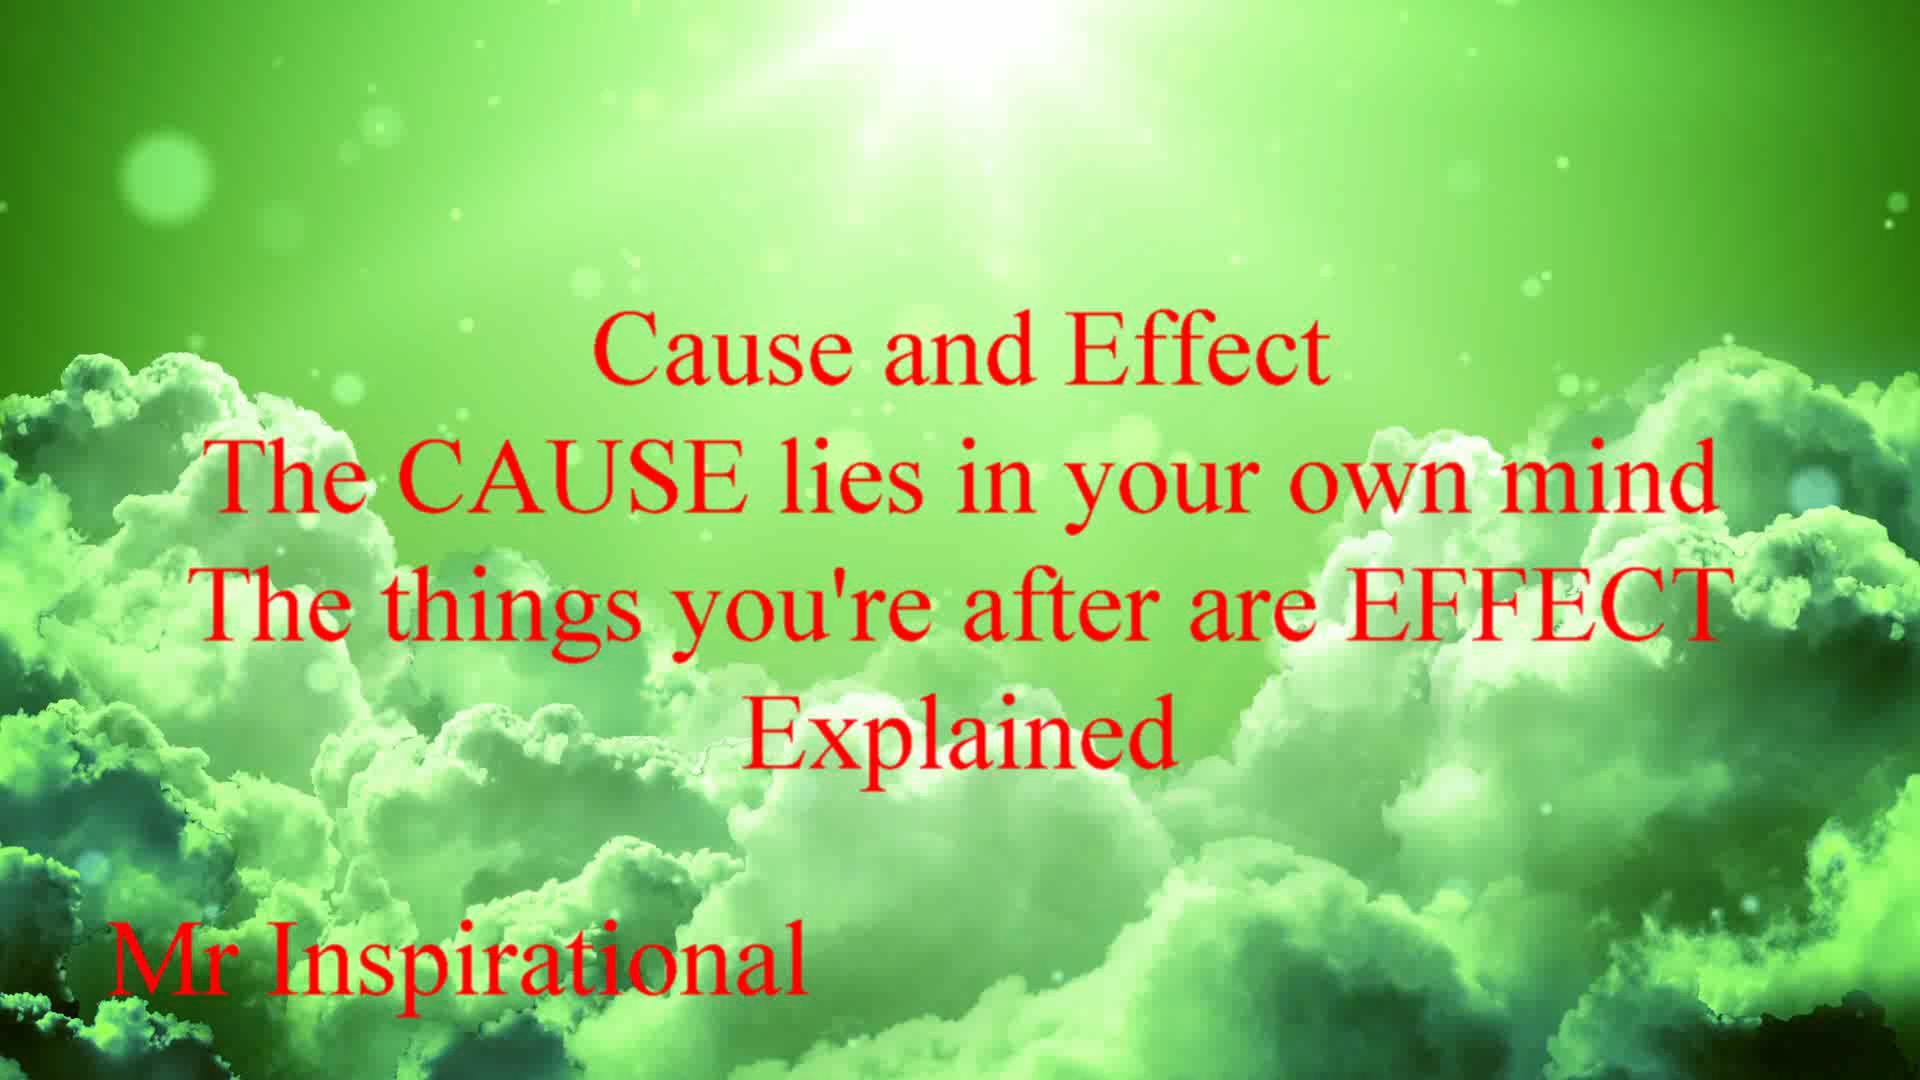 Cause and Effect
The CAUSE lies in your own mind
The things you're after are EFFECT
Explained
Mr Inspirational